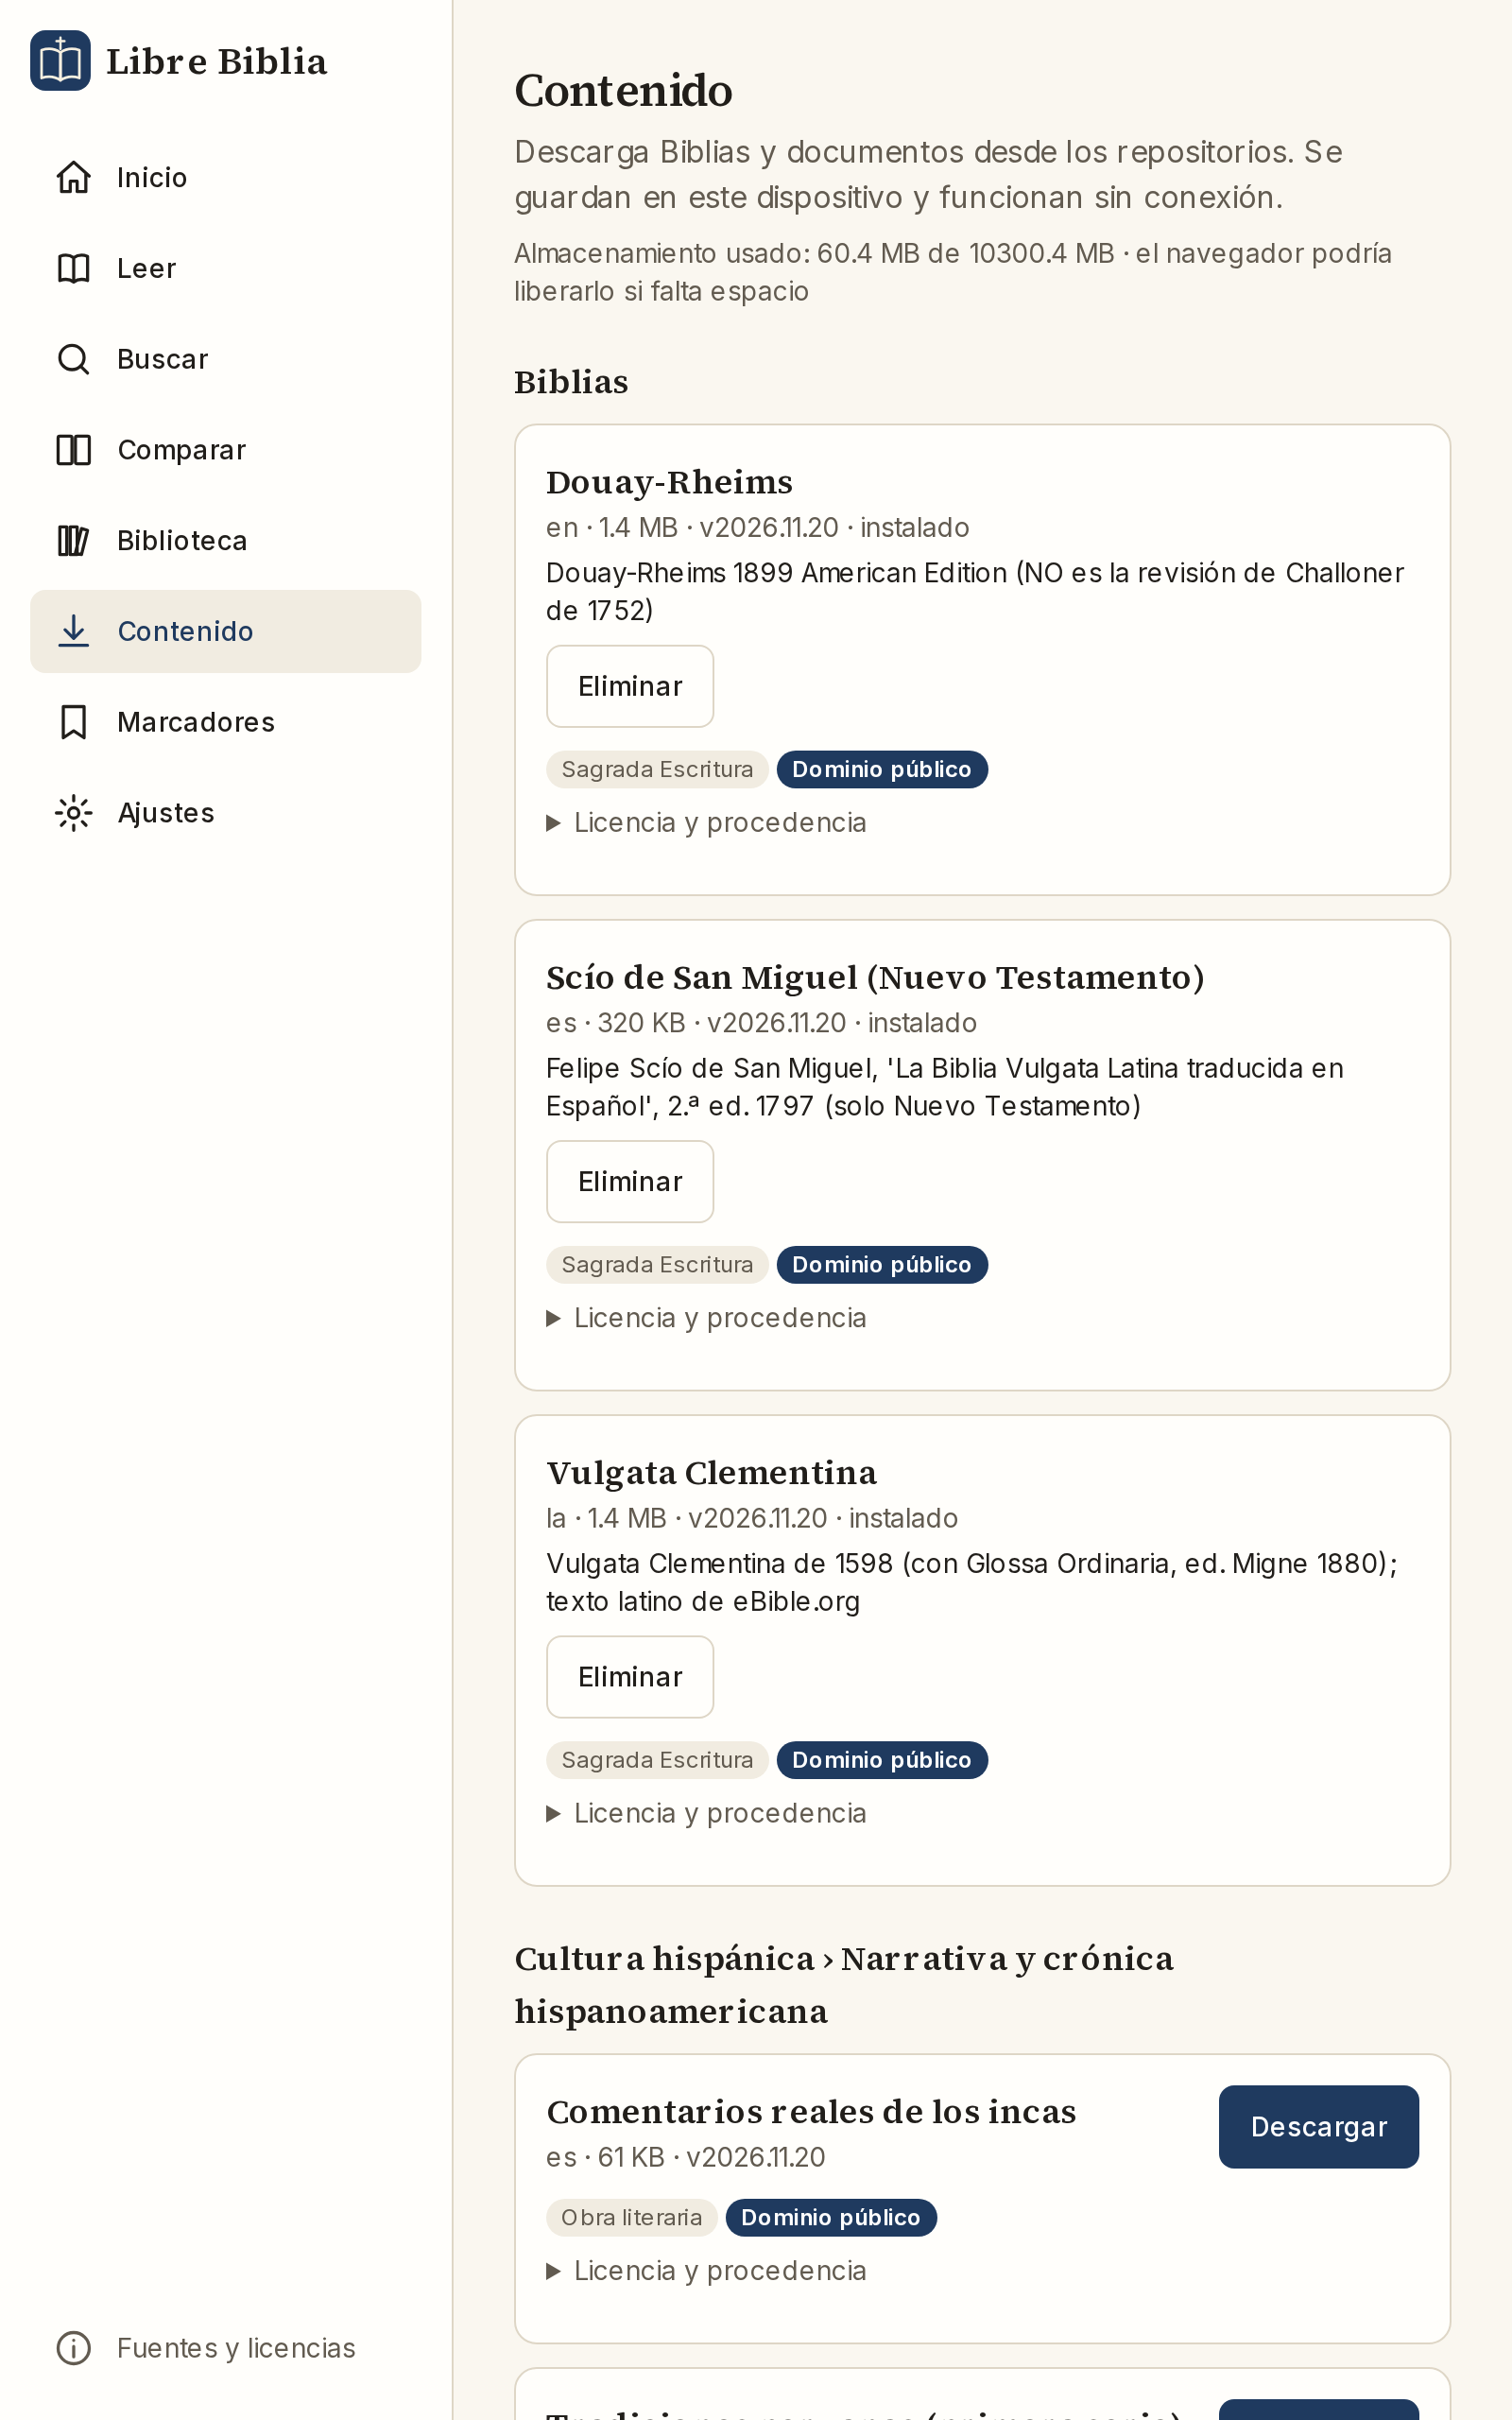 Libre Biblia
Inicio
Leer
Buscar
Comparar
Biblioteca
Contenido
Marcadores
Ajustes
Fuentes y licencias
Contenido
Descarga Biblias y documentos desde los repositorios. Se
guardan en este dispositivo y funcionan sin conexión.
Almacenamiento usado: 60.4 MB de 10300.4 MB · el navegador podría
liberarlo si falta espacio
Biblias
Douay-Rheims
en · 1.4 MB · v2026.11.20 · instalado
Douay-Rheims 1899 American Edition (NO es la revisión de Challoner
de 1752)
Eliminar
Sagrada Escritura Dominio público
▶ Licencia y procedencia
Scío de San Miguel (Nuevo Testamento)
es · 320 KB · v2026.11.20 · instalado
Felipe Scío de San Miguel, 'La Biblia Vulgata Latina traducida en
Español', 2.ª ed. 1797 (solo Nuevo Testamento)
Eliminar
Sagrada Escritura Dominio público
▶ Licencia y procedencia
Vulgata Clementina
la · 1.4 MB · v2026.11.20 · instalado
Vulgata Clementina de 1598 (con Glossa Ordinaria, ed. Migne 1880);
texto latino de eBible.org
Eliminar
Sagrada Escritura Dominio público
▶ Licencia y procedencia
Cultura hispánica › Narrativa y crónica
hispanoamericana
Comentarios reales de los incas
Descargar
es · 61 KB · v2026.11.20
Obra literaria Dominio público
▶ Licencia y procedencia